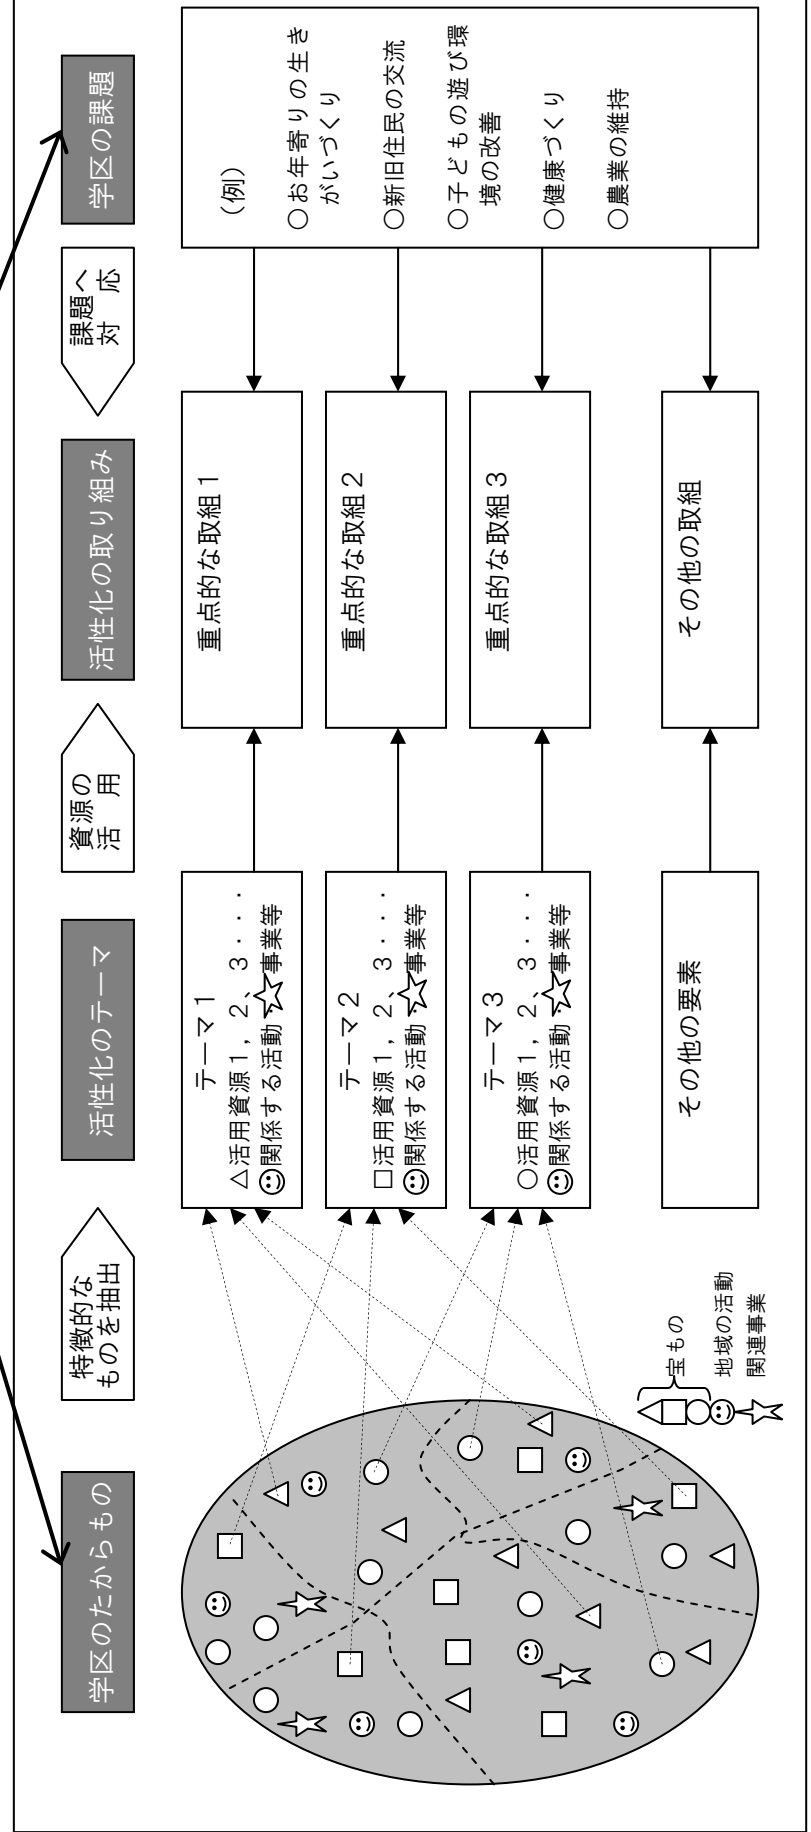 学区のたからもの
特徴的な
ものを抽出
活性化のテーマ
資源の
活　用
活性化の取り組み
課題へ
対　応
学区の課題
テーマ１
△活用資源１，２、３・・・
関係する活動・事業等
テーマ２
□活用資源１，２、３・・・
関係する活動・事業等
テーマ３
○活用資源１，２、３・・・
関係する活動・事業等
その他の要素
重点的な取組１
重点的な取組２
重点的な取組３
その他の取組
（例）
○お年寄りの生き
がいづくり
○新旧住民の交流
○子どもの遊び環
境の改善
○健康づくり
○農業の維持
宝もの
地域の活動
関連事業